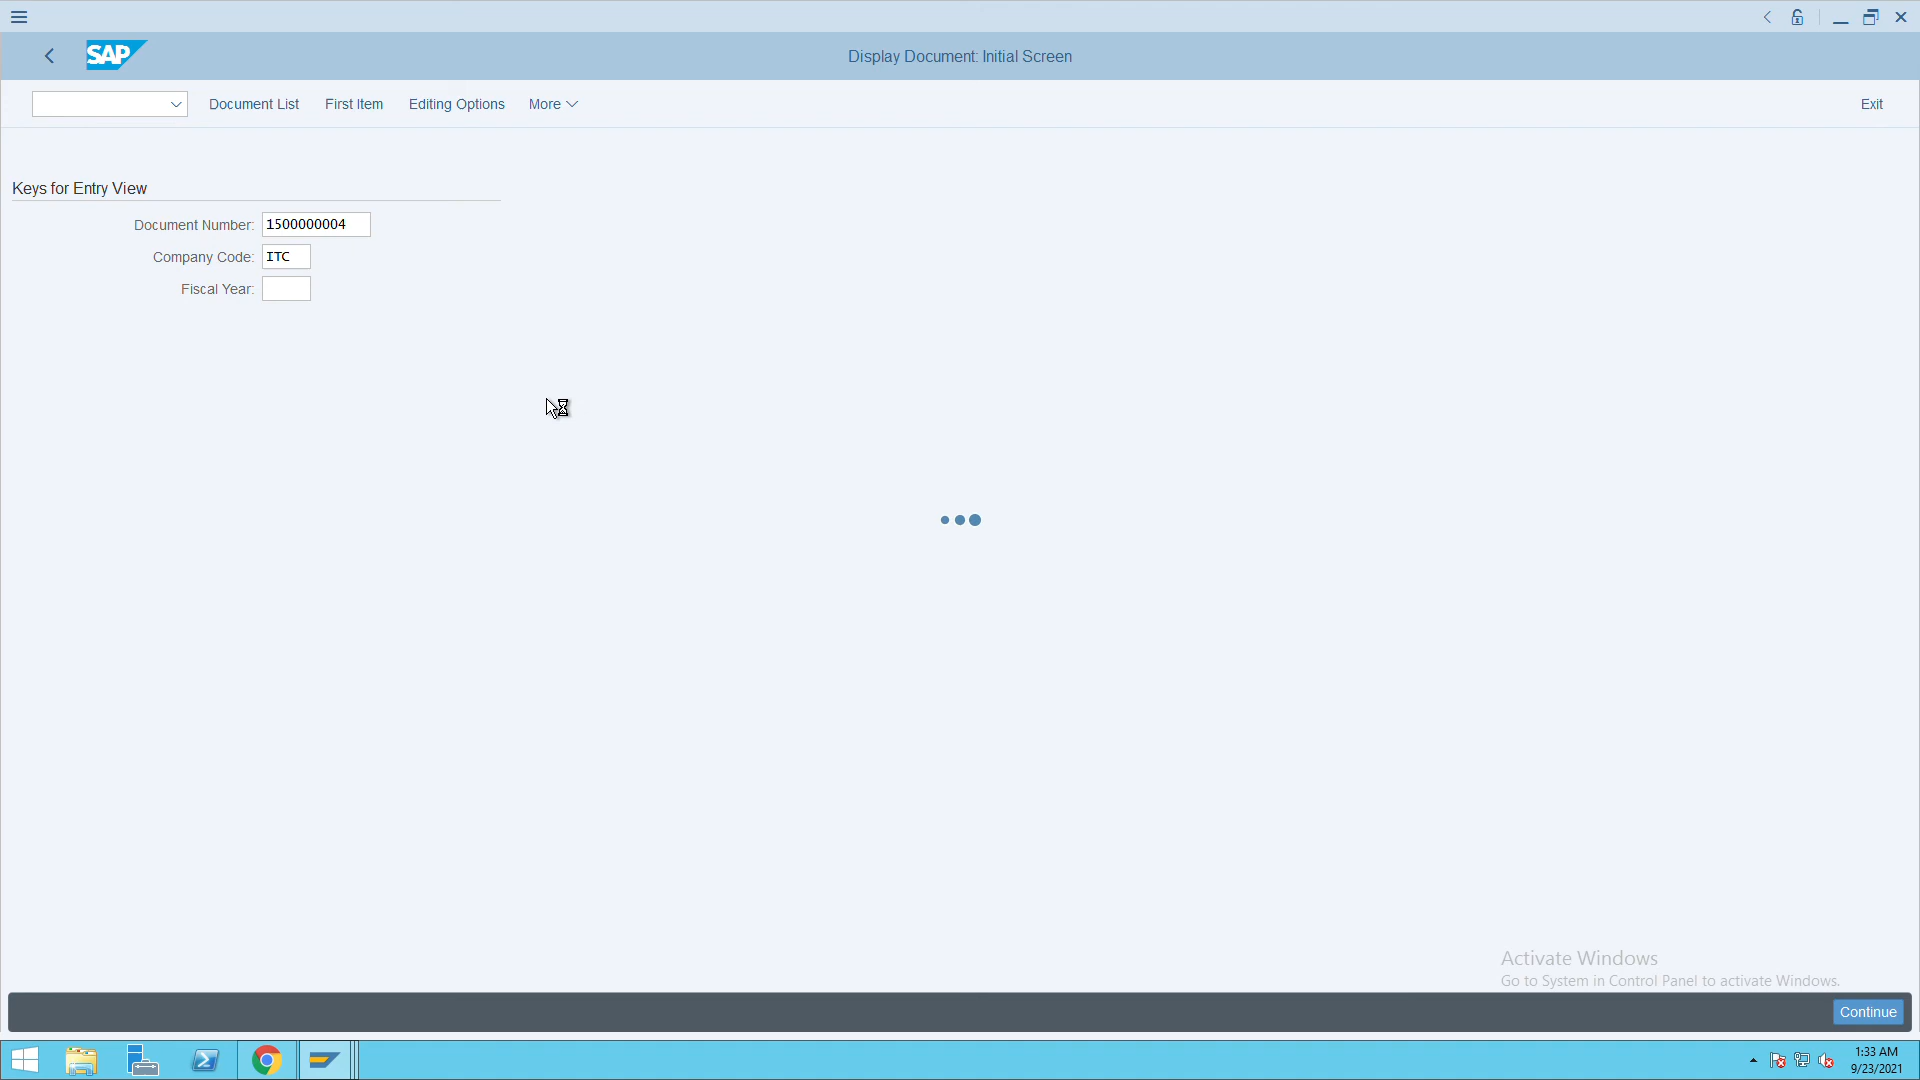 SAP
Display Document: Initial Screen
Document List First Item Editing Options More Exit
Keys for Entry View
Document Number: 1500000004
Company Code: ITC
Fiscal Year:
Activate Windows
Go to System in Control Panel to activate Windows.
Continue
1:33 AM
9/23/2021